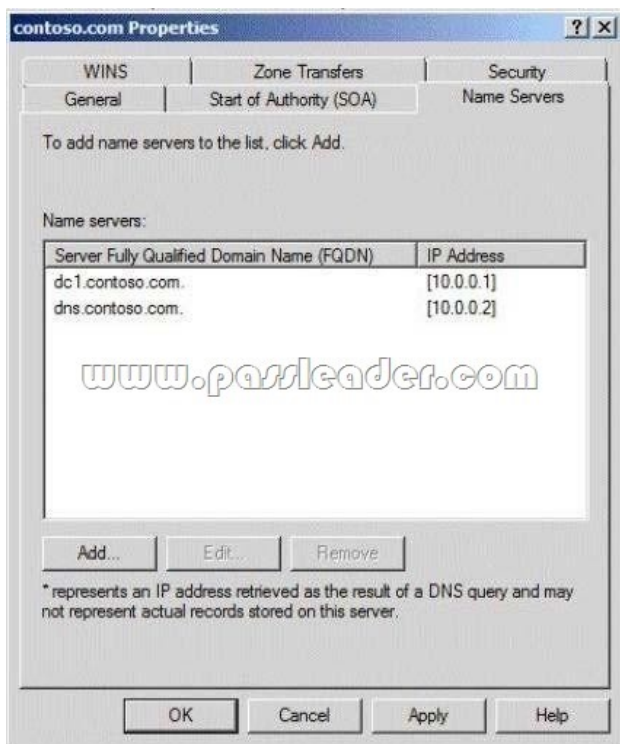 contoso.com Properties ? X
WINS Zone Transfers Security
General Start of Authority (SOA) Name Servers
To add name servers to the list, click Add.
Name servers:
Server Fully Qualified Domain Name (FQDN) IP Address
dc1.contoso.com. [10.0.0.1]
dns.contoso.com. [10.0.0.2]
www.passleader.com
Add... Edit... Remove
* represents an IP address retrieved as the result of a DNS query and may
not represent actual records stored on this server.
OK Cancel Apply Help